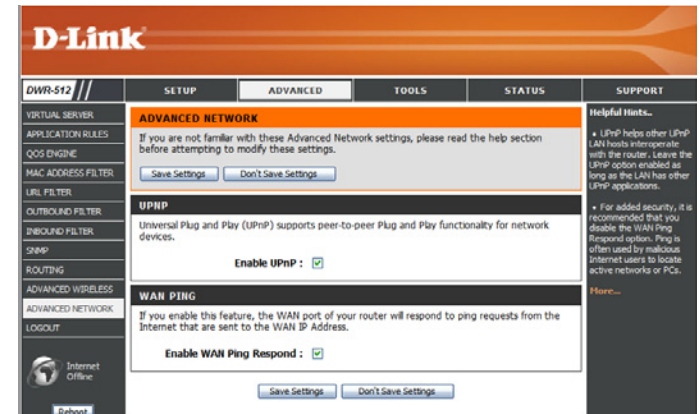 D-Link
DWR-512
SETUP
ADVANCED
TOOLS
STATUS
SUPPORT
VIRTUAL SERVER
APPLICATION RULES
QOS ENGINE
MAC ADDRESS FILTER
URL FILTER
OUTBOUND FILTER
INBOUND FILTER
SNMP
ROUTING
ADVANCED WIRELESS
ADVANCED NETWORK
LOGOUT
Internet
Offline
Reboot
ADVANCED NETWORK
If you are not familiar with these Advanced Network settings, please read the help section
before attempting to modify these settings.
Save Settings
Don't Save Settings
UPNP
Universal Plug and Play (UPnP) supports peer-to-peer Plug and Play functionality for network
devices.
Enable UPnP :
WAN PING
If you enable this feature, the WAN port of your router will respond to ping requests from the
Internet that are sent to the WAN IP Address.
Enable WAN Ping Respond :
Save Settings
Don't Save Settings
Helpful Hints..
• UPnP helps other UPnP
LAN hosts interoperate
with the router. Leave the
UPnP option enabled as
long as the LAN has other
UPnP applications.
• For added security, it is
recommended that you
disable the WAN Ping
Respond option. Ping is
often used by malicious
Internet users to locate
active networks or PCs.
More...